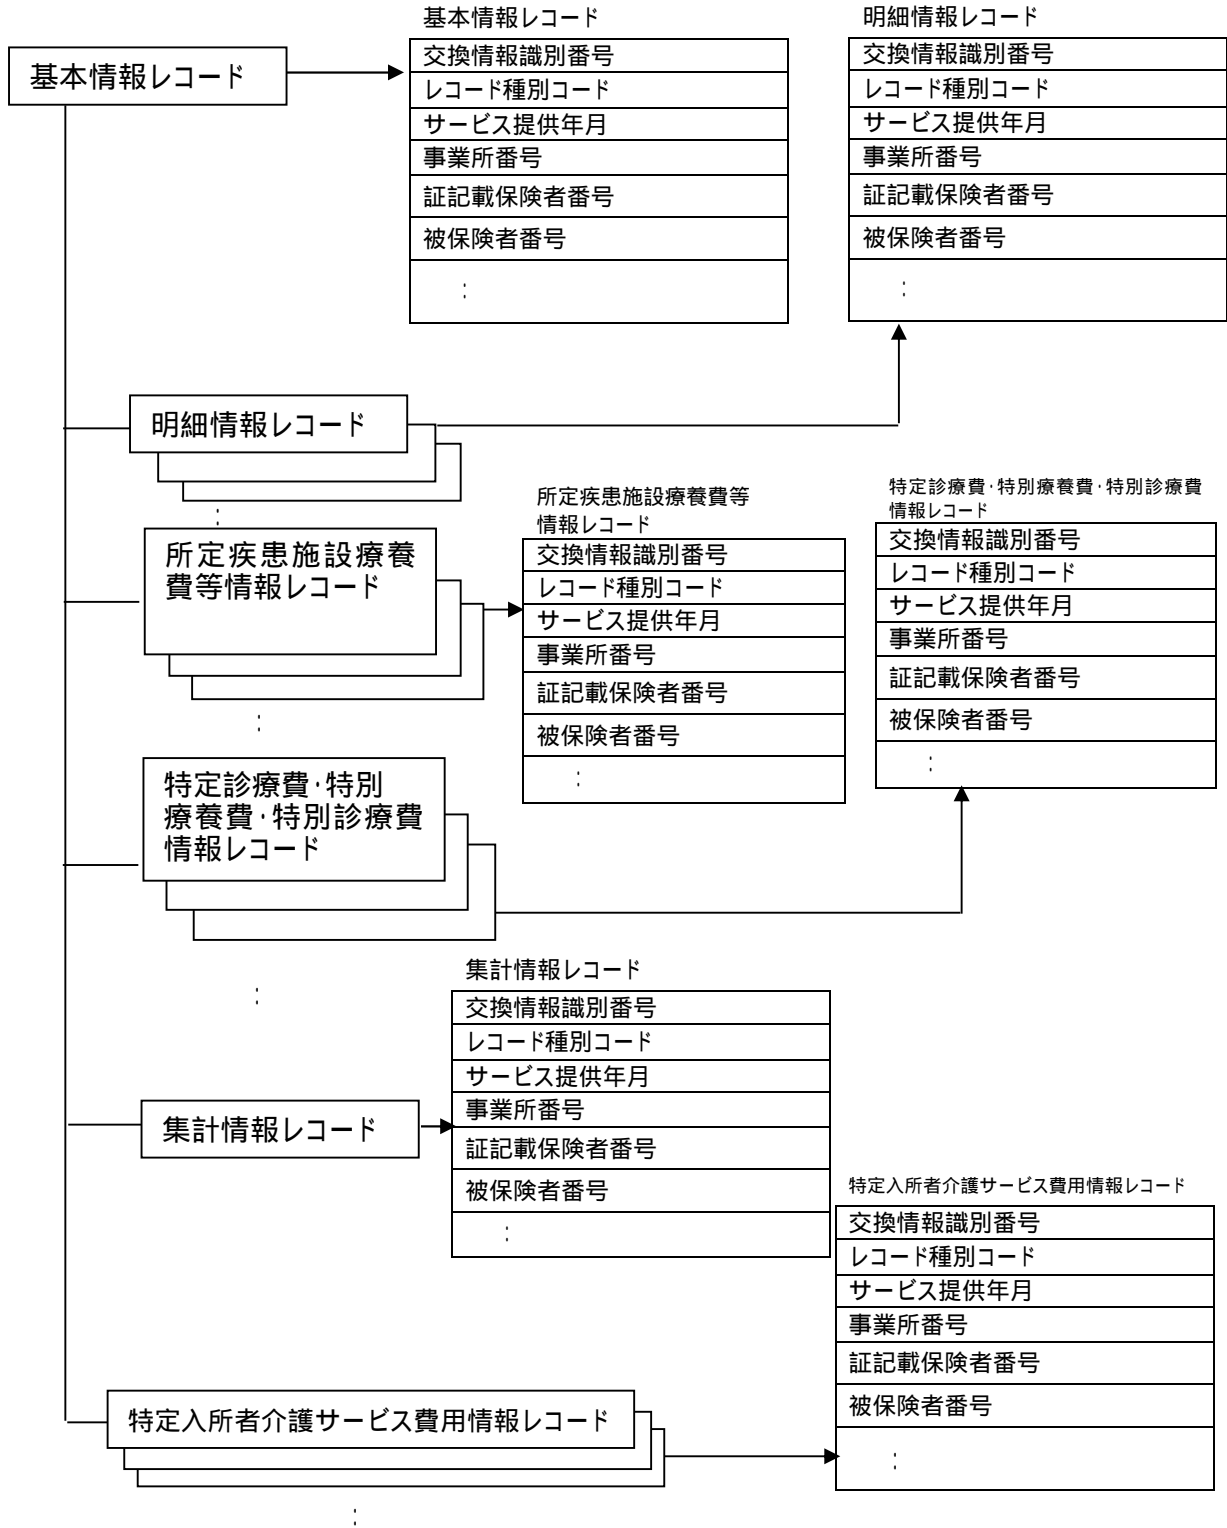 基本情報レコード
基本情報レコード
交換情報識別番号
レコード種別コード
サービス提供年月
事業所番号
証記載保険者番号
被保険者番号
:
明細情報レコード
交換情報識別番号
レコード種別コード
サービス提供年月
事業所番号
証記載保険者番号
被保険者番号
:
明細情報レコード
:
所定疾患施設療養
費等情報レコード
:
所定疾患施設療養費等
情報レコード
交換情報識別番号
レコード種別コード
サービス提供年月
事業所番号
証記載保険者番号
被保険者番号
:
特定診療費・特別療養費・特別診療費
情報レコード
交換情報識別番号
レコード種別コード
サービス提供年月
事業所番号
証記載保険者番号
被保険者番号
:
特定診療費・特別
療養費・特別診療費
情報レコード
:
集計情報レコード
集計情報レコード
交換情報識別番号
レコード種別コード
サービス提供年月
事業所番号
証記載保険者番号
被保険者番号
:
特定入所者介護サービス費用情報レコード
交換情報識別番号
レコード種別コード
サービス提供年月
事業所番号
証記載保険者番号
被保険者番号
:
特定入所者介護サービス費用情報レコード
: